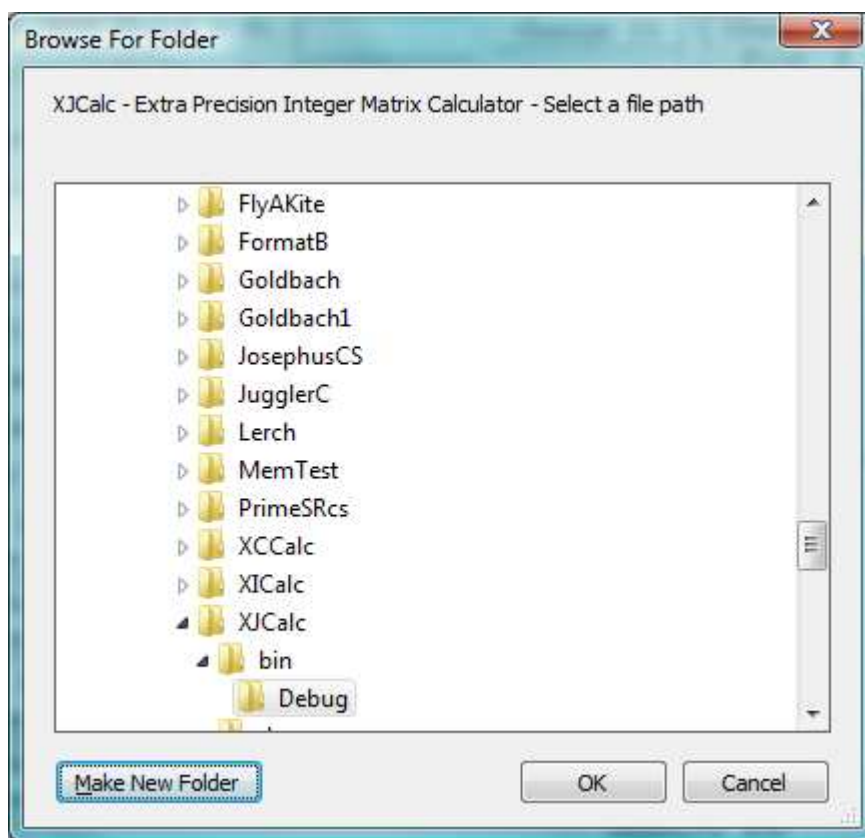 Browse For Folder
XJCalc - Extra Precision Integer Matrix Calculator - Select a file path
FlyAKite
FormatB
Goldbach
Goldbach1
JosephusCS
JugglerC
Lerch
MemTest
PrimeSRcs
XCCalc
XICalc
XJCalc
bin
Debug
Make New Folder OK Cancel